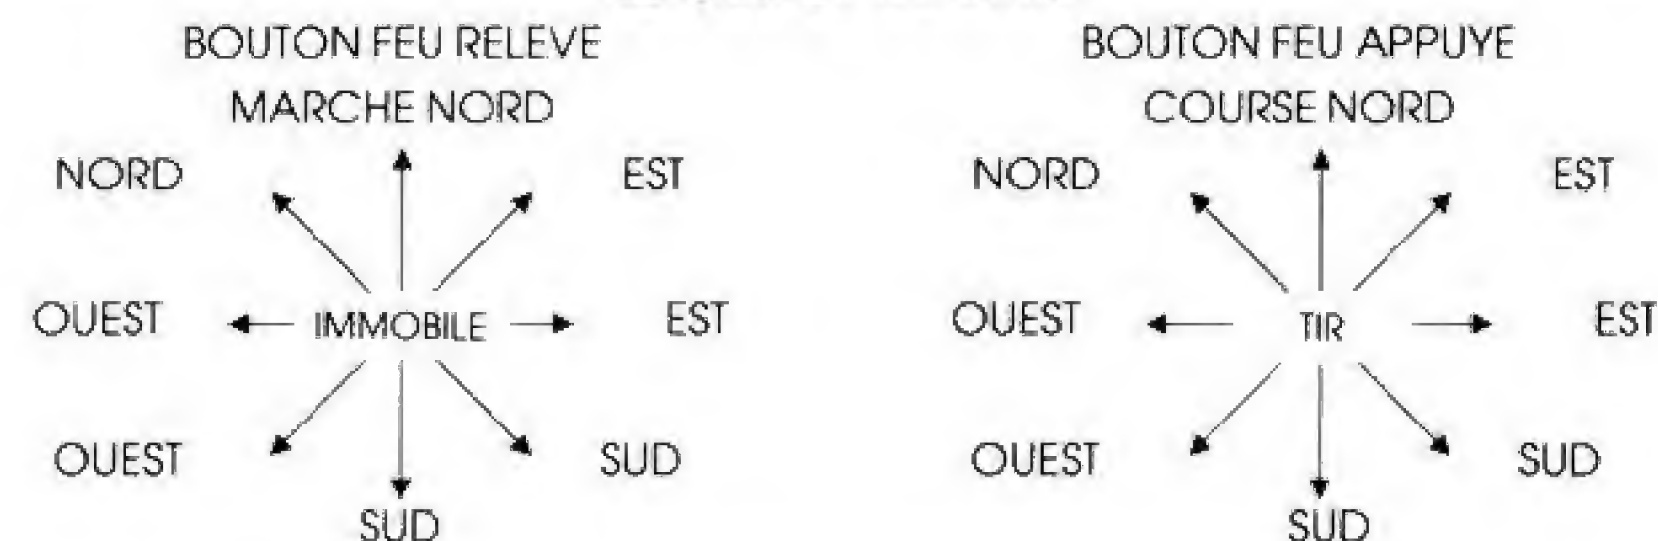 BOUTON FEU RELEVE
MARCHE NORD
NORD EST
OUEST IMMOBILE EST
OUEST SUD
SUD
BOUTON FEU APPUYE
COURSE NORD
NORD EST
OUEST TIR EST
OUEST SUD
SUD